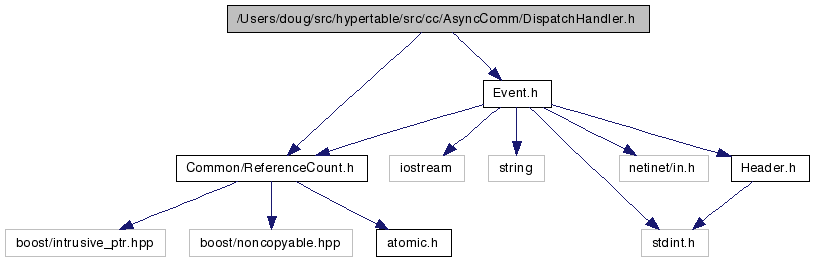 /Users/doug/src/hypertable/src/cc/AsyncComm/DispatchHandler.h
Event.h
Common/ReferenceCount.h
iostream
string
netinet/in.h
Header.h
boost/intrusive_ptr.hpp
boost/noncopyable.hpp
atomic.h
stdint.h